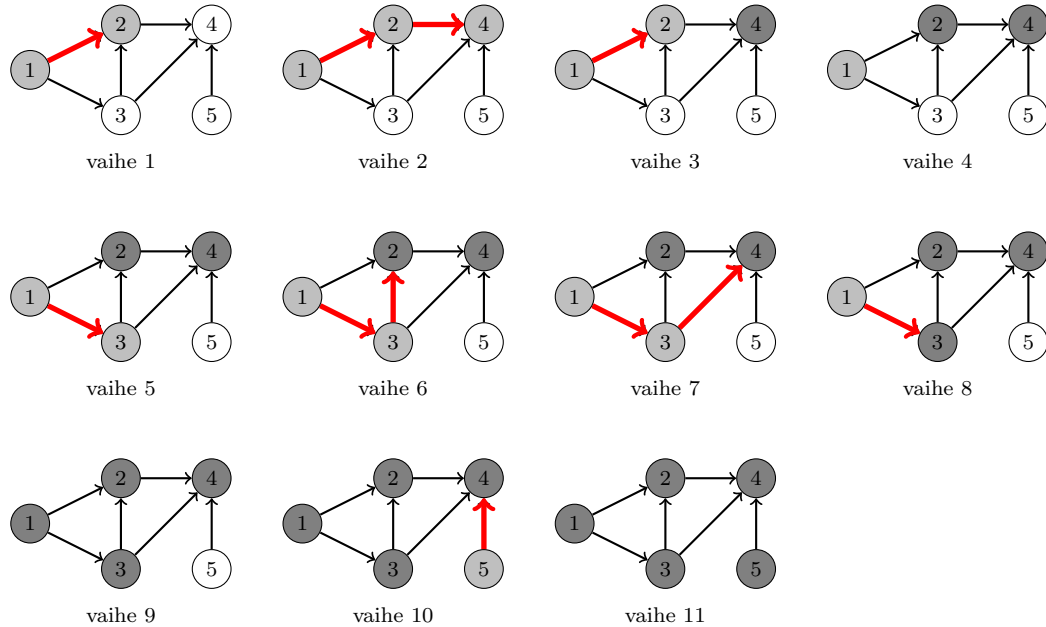 2 4 2 4 2 4 2 4
1 1 1 1
3 5 3 5 3 5 3 5
vaihe 1 vaihe 2 vaihe 3 vaihe 4
2 4 2 4 2 4 2 4
1 1 1 1
3 5 3 5 3 5 3 5
vaihe 5 vaihe 6 vaihe 7 vaihe 8
2 4 2 4 2 4
1 1 1
3 5 3 5 3 5
vaihe 9 vaihe 10 vaihe 11